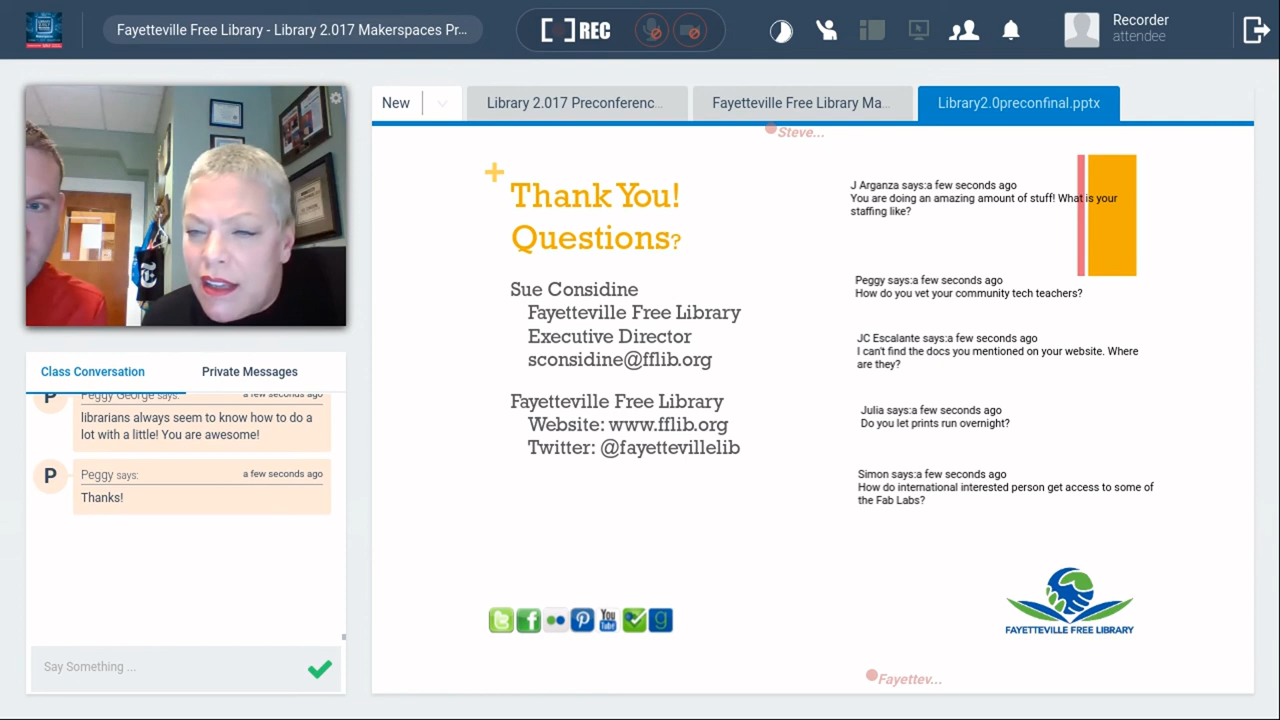 Fayetteville Free Library - Library 2.017 Makerspaces Pr...
REC
Recorder
attendee
New
Library 2.017 Preconferenc...
Fayetteville Free Library Ma...
Library2.0preconfinal.pptx
Steve...
Thank You!
Questions?
Sue Considine
Fayetteville Free Library
Executive Director
sconsidine@fflib.org
Fayetteville Free Library
Website: www.fflib.org
Twitter: @fayettevillelib
J Arganza says:a few seconds ago
You are doing an amazing amount of stuff! What is your
staffing like?
Peggy says:a few seconds ago
How do you vet your community tech teachers?
JC Escalante says:a few seconds ago
I can't find the docs you mentioned on your website. Where
are they?
Julia says:a few seconds ago
Do you let prints run overnight?
Simon says:a few seconds ago
How do international interested person get access to some of
the Fab Labs?
You
Tube
FAYETTEVILLE FREE LIBRARY
Fayettev...
Class Conversation
Private Messages
P
Peggy George says: a few seconds ago
librarians always seem to know how to do a
lot with a little! You are awesome!
P
Peggy says: a few seconds ago
Thanks!
Say Something ...